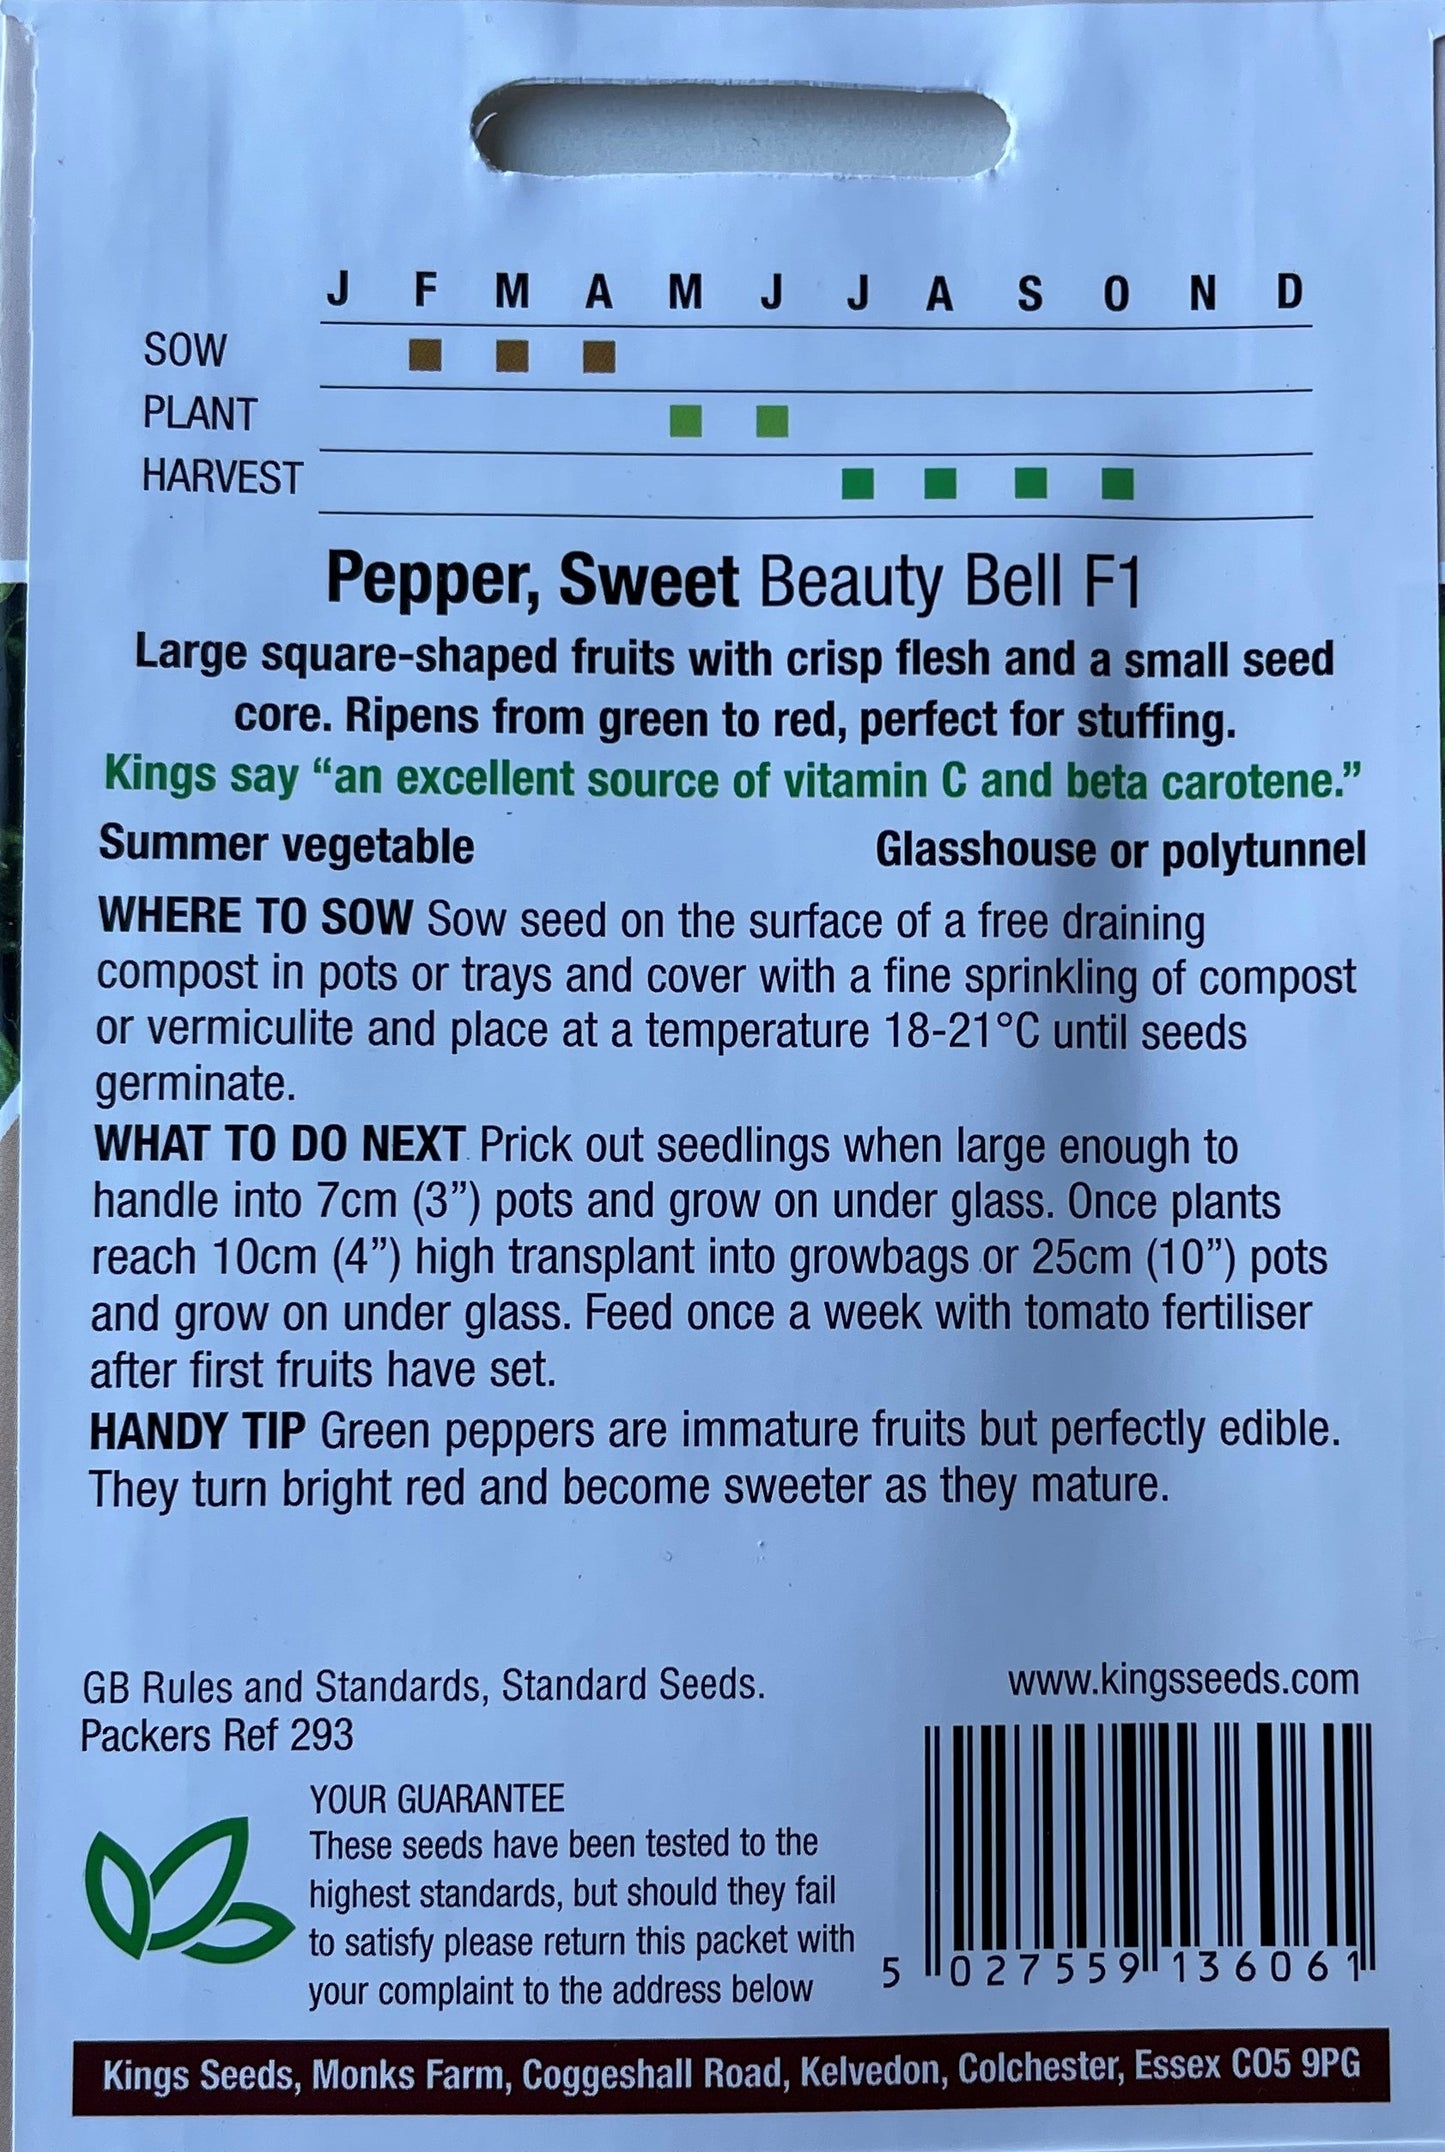 J F M A M J J A S O N D
SOW
PLANT
HARVEST
Pepper, Sweet Beauty Bell F1
Large square-shaped fruits with crisp flesh and a small seed
core. Ripens from green to red, perfect for stuffing.
Kings say “an excellent source of vitamin C and beta carotene.”
Summer vegetable Glasshouse or polytunnel
WHERE TO SOW Sow seed on the surface of a free draining
compost in pots or trays and cover with a fine sprinkling of compost
or vermiculite and place at a temperature 18-21°C until seeds
germinate.
WHAT TO DO NEXT Prick out seedlings when large enough to
handle into 7cm (3”) pots and grow on under glass. Once plants
reach 10cm (4”) high transplant into growbags or 25cm (10”) pots
and grow on under glass. Feed once a week with tomato fertiliser
after first fruits have set.
HANDY TIP Green peppers are immature fruits but perfectly edible.
They turn bright red and become sweeter as they mature.
GB Rules and Standards, Standard Seeds.
Packers Ref 293
www.kingsseeds.com
YOUR GUARANTEE
These seeds have been tested to the
highest standards, but should they fail
to satisfy please return this packet with
your complaint to the address below
5 027559 136061
Kings Seeds, Monks Farm, Coggeshall Road, Kelvedon, Colchester, Essex CO5 9PG